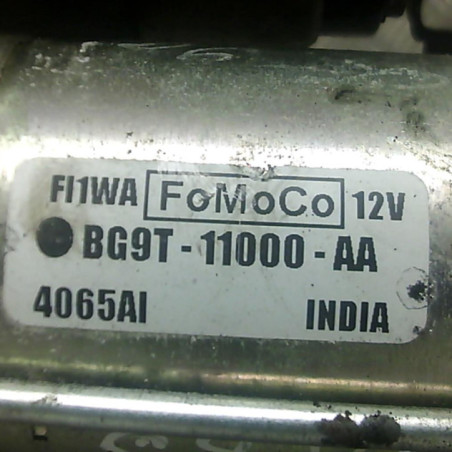 FI1WA FoMoCo 12V
BG9T-11000-AA
4065AI INDIA